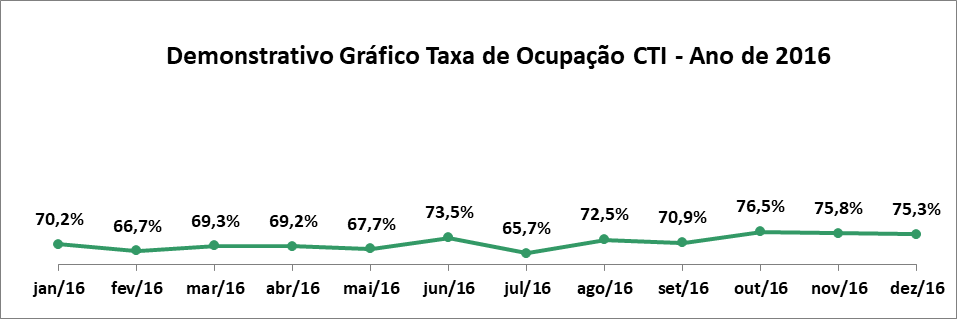 Demonstrativo Gráfico Taxa de Ocupação CTI - Ano de 2016
70,2% 66,7% 69,3% 69,2% 67,7% 73,5% 65,7% 72,5% 70,9% 76,5% 75,8% 75,3%
jan/16 fev/16 mar/16 abr/16 mai/16 jun/16 jul/16 ago/16 set/16 out/16 nov/16 dez/16